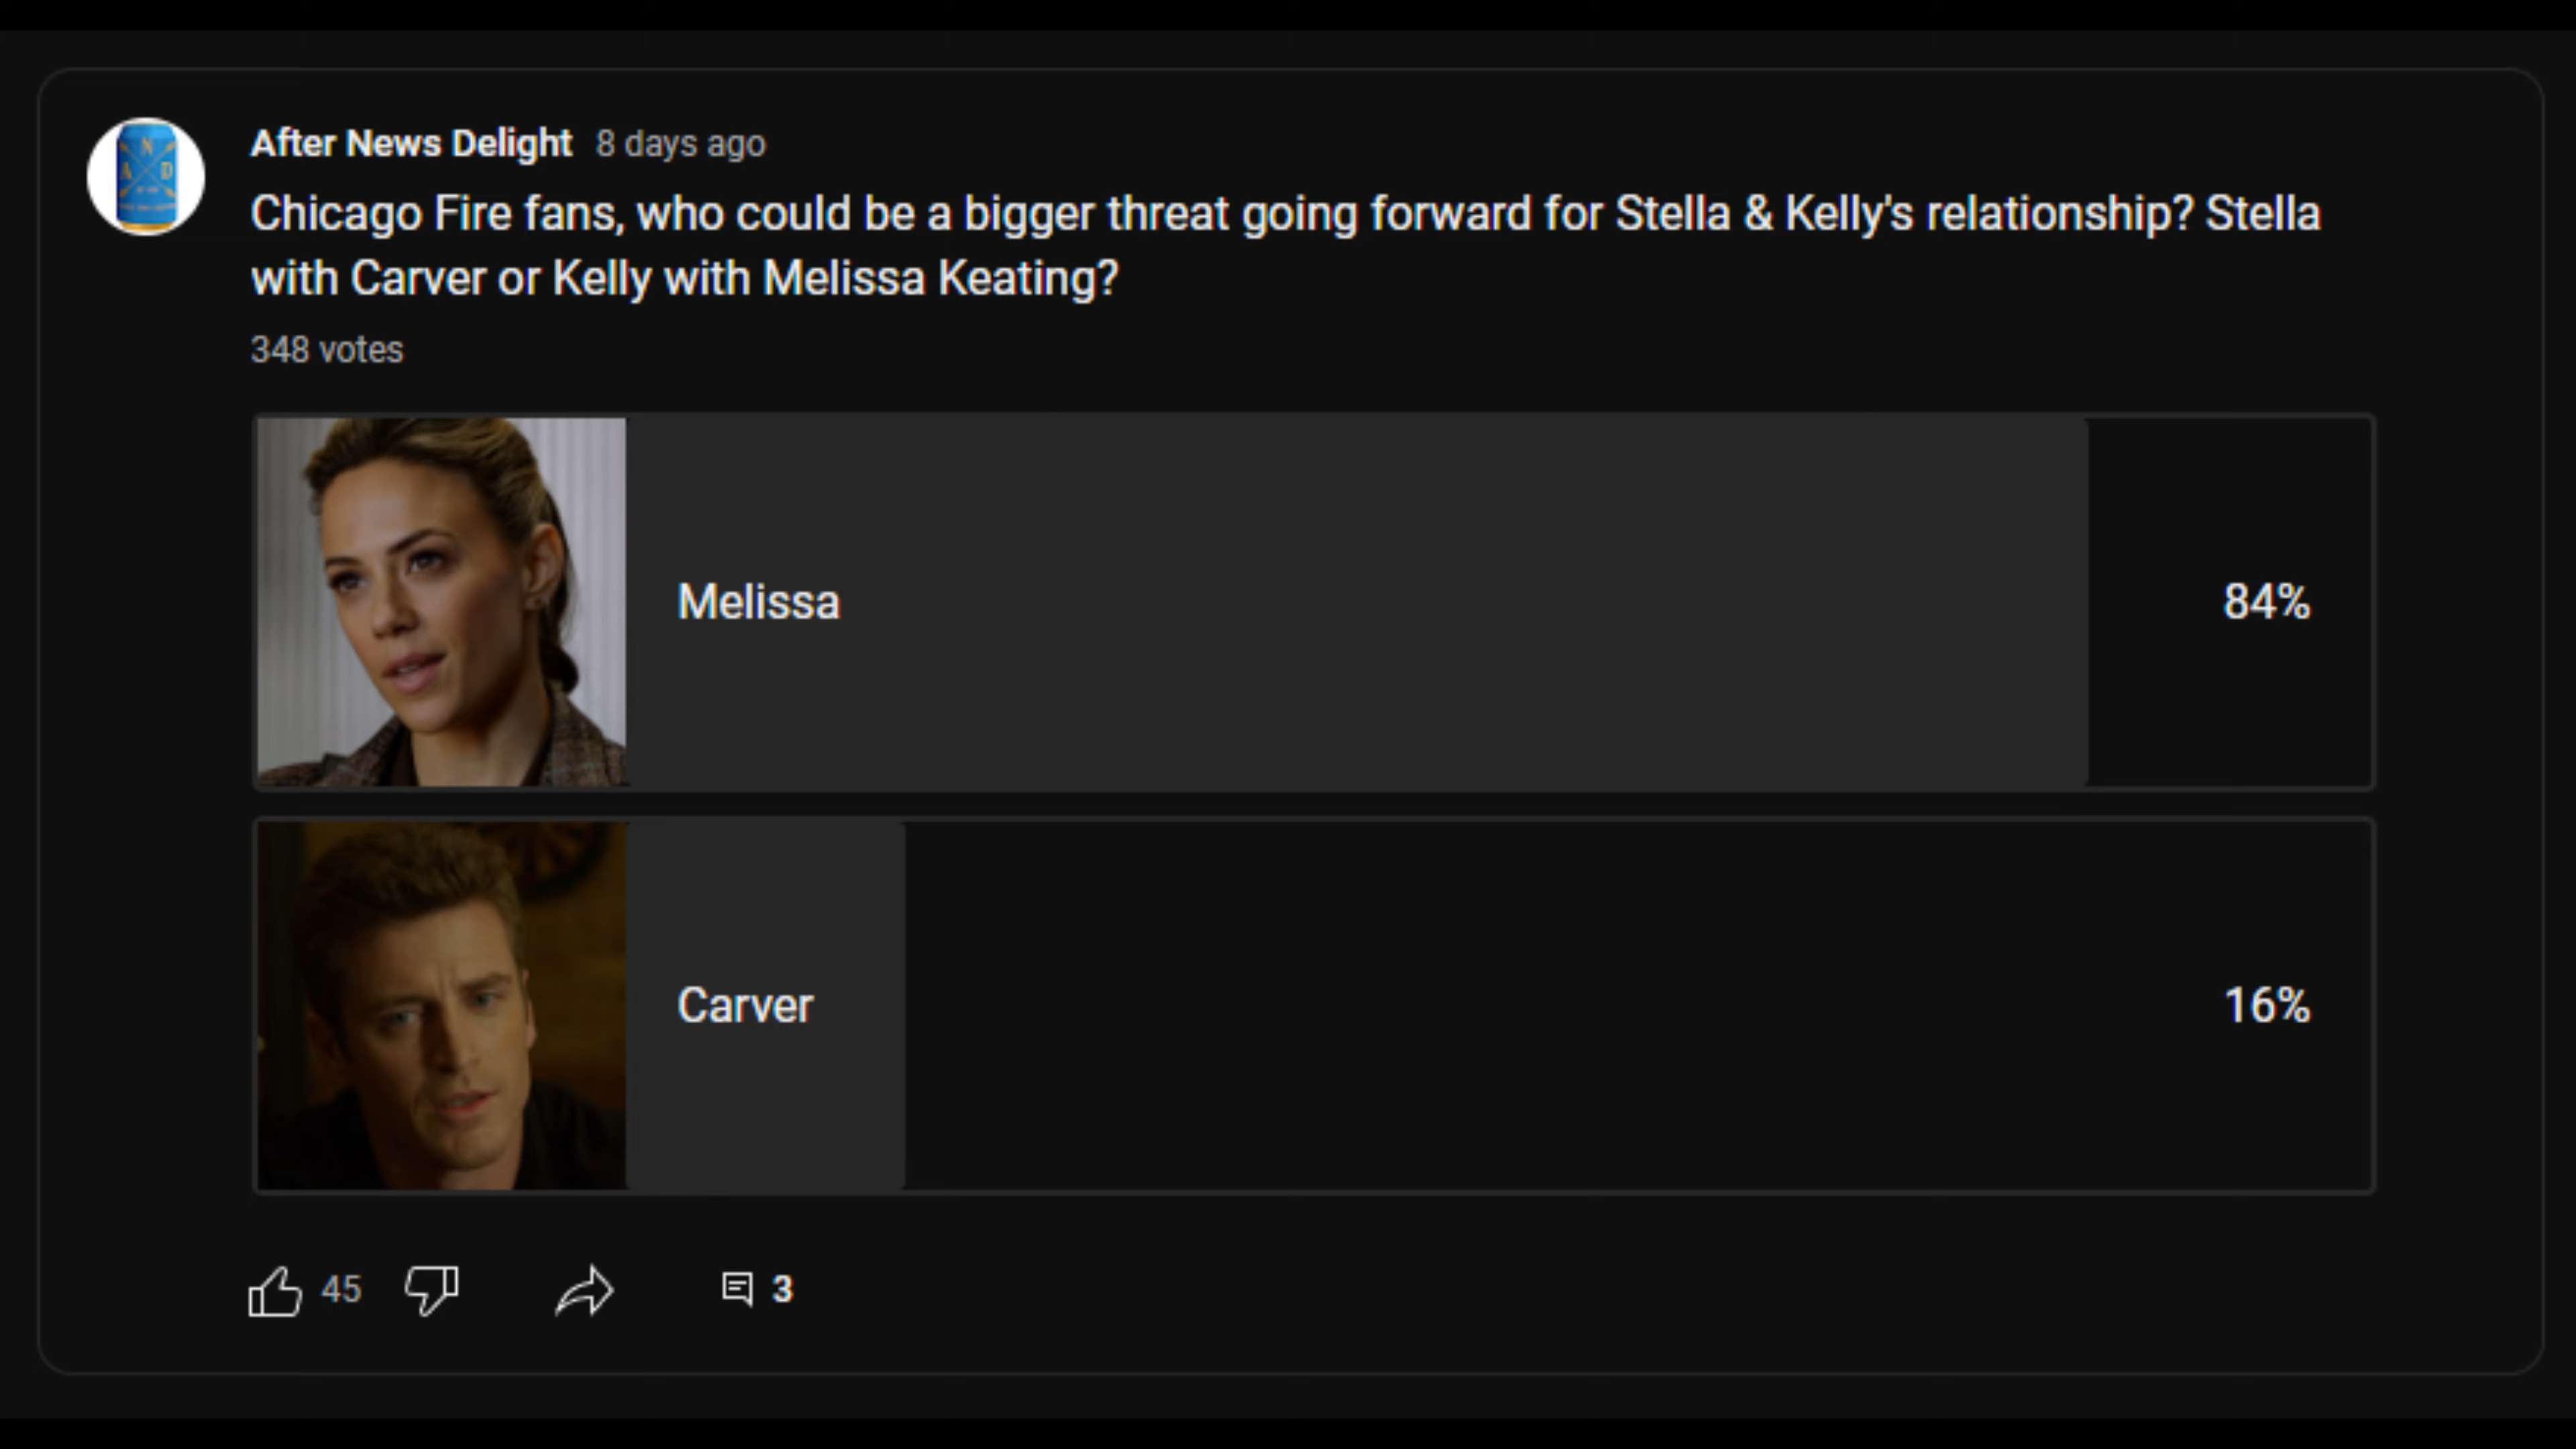 After News Delight 8 days ago
Chicago Fire fans, who could be a bigger threat going forward for Stella & Kelly's relationship? Stella
with Carver or Kelly with Melissa Keating?
348 votes
N
A D
Melissa
84%
Carver
16%
45
3